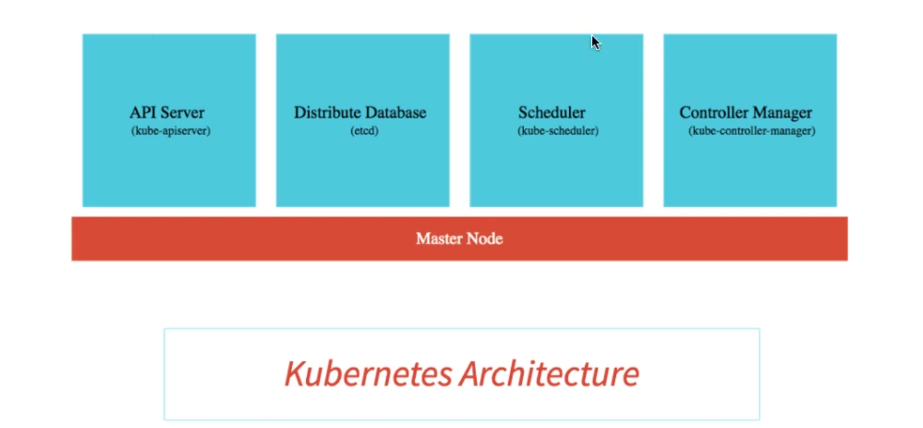 API Server
(kube-apiserver)
Distribute Database
(etcd)
Scheduler
(kube-scheduler)
Controller Manager
(kube-controller-manager)
Master Node
Kubernetes Architecture